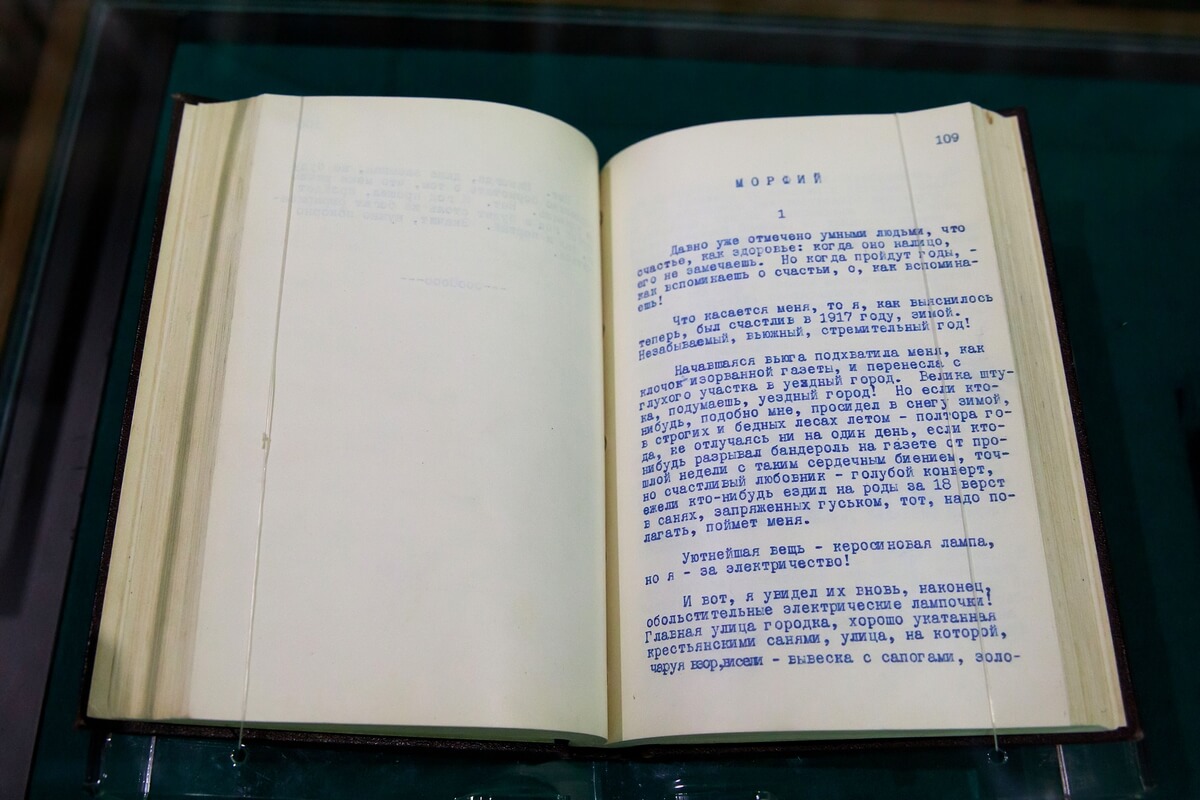 109
МОРФИЙ
1
Давно уже отмечено умными людьми, что
счастье, как здоровье: когда оно налицо,
его не замечаешь. Но когда пройдут годы, -
как вспоминаешь о счастьи, о, как вспомина-
ешь!
Что касается меня, то я, как выяснилось
теперь, был счастлив в 1917 году, зимой.
Незабываемый, вьюжный, стремительный год!
Начавшаяся вьюга подхватила меня, как
клочок изорванной газеты, и перенесла с
глухого участка в уездный город. Велика шту-
ка, подумаешь, уездный город! Но если кто-
нибудь, подобно мне, просидел в снегу зимой,
в строгих и бедных лесах летом - полтора го-
да, не отлучаясь ни на один день, если кто-
нибудь разрывал бандероль на газете от про-
шлой недели с таким сердечным биением, точ-
но счастливый любовник - голубой конверт,
ежели кто-нибудь ездил на роды за 18 верст
в санях, запряженных гуськом, тот, надо по-
лагать, поймет меня.
Уютнейшая вещь - керосиновая лампа,
но я - за электричество!
И вот, я увидел их вновь, наконец,
обольстительные электрические лампочки!
Главная улица городка, хорошо укатанная
крестьянскими санями, улица, на которой,
чаруя взор,висели - вывеска с сапогами, золо-